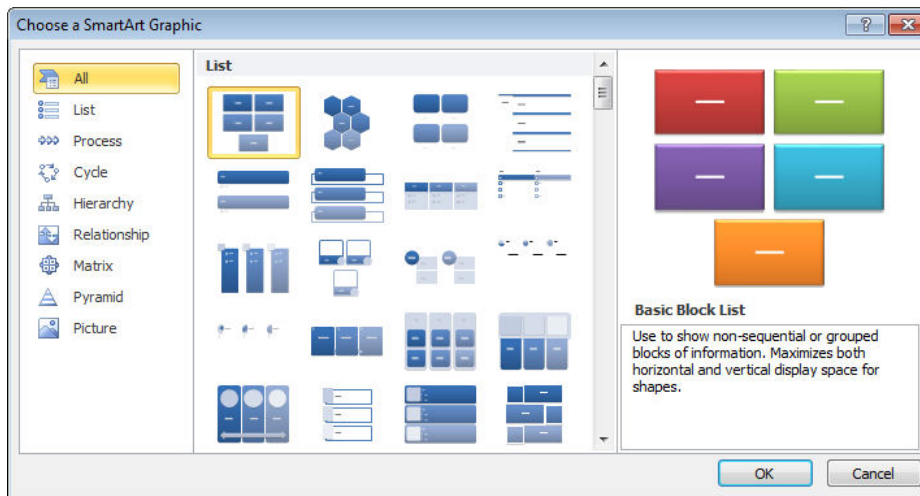 Choose a SmartArt Graphic
All
List
Process
Cycle
Hierarchy
Relationship
Matrix
Pyramid
Picture
List
Basic Block List
Use to show non-sequential or grouped
blocks of information. Maximizes both
horizontal and vertical display space for
shapes.
OK
Cancel